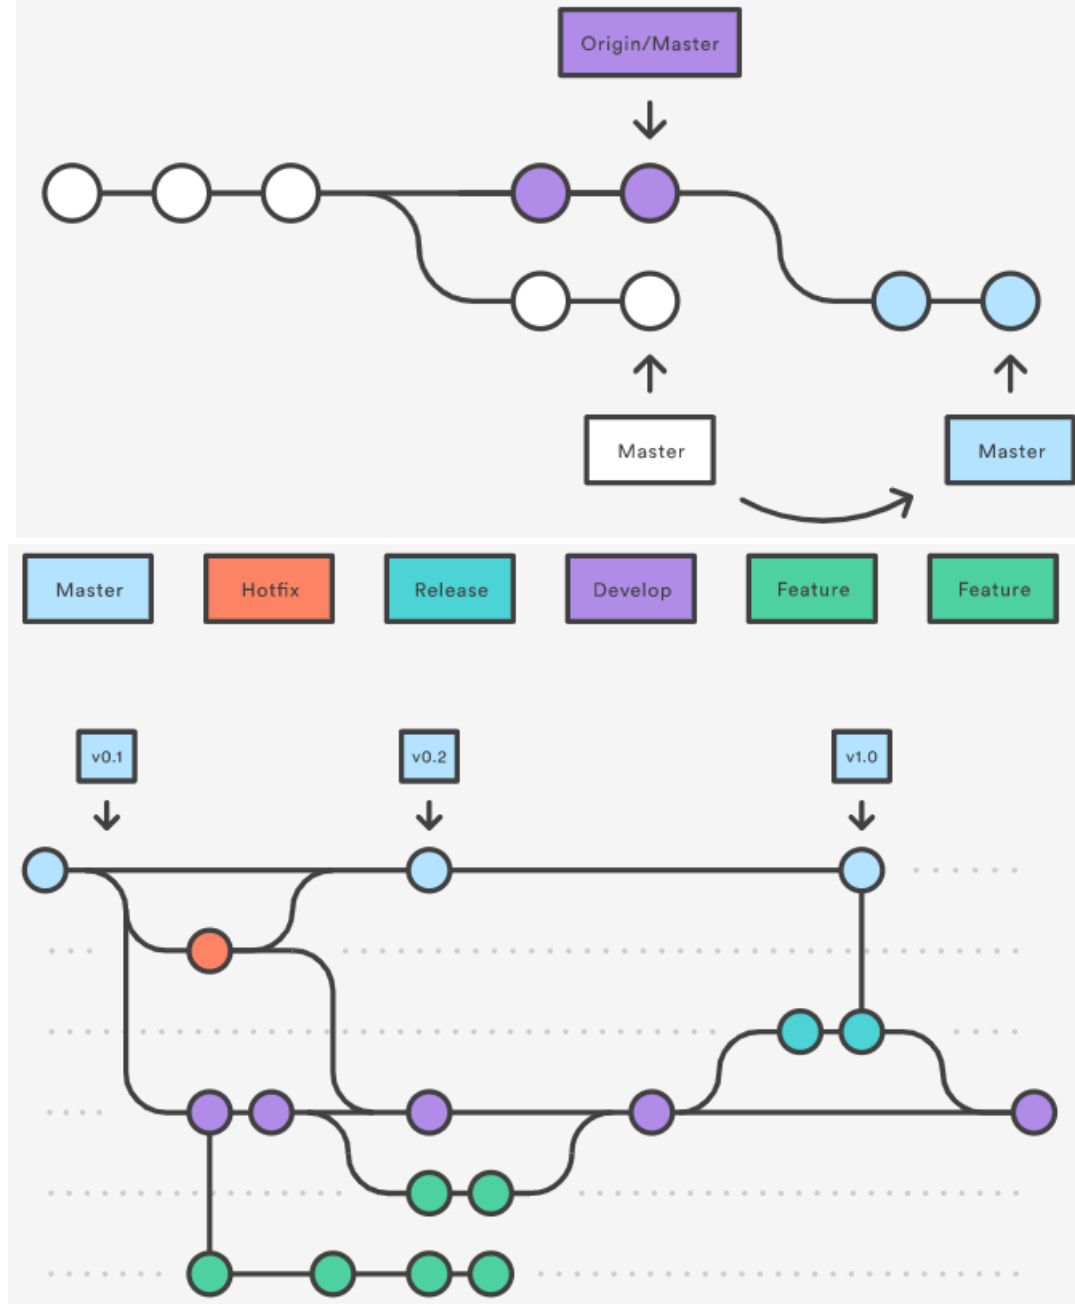 Origin/Master
Master
Master
Master
Hotfix
Release
Develop
Feature
Feature
v0.1
v0.2
v1.0